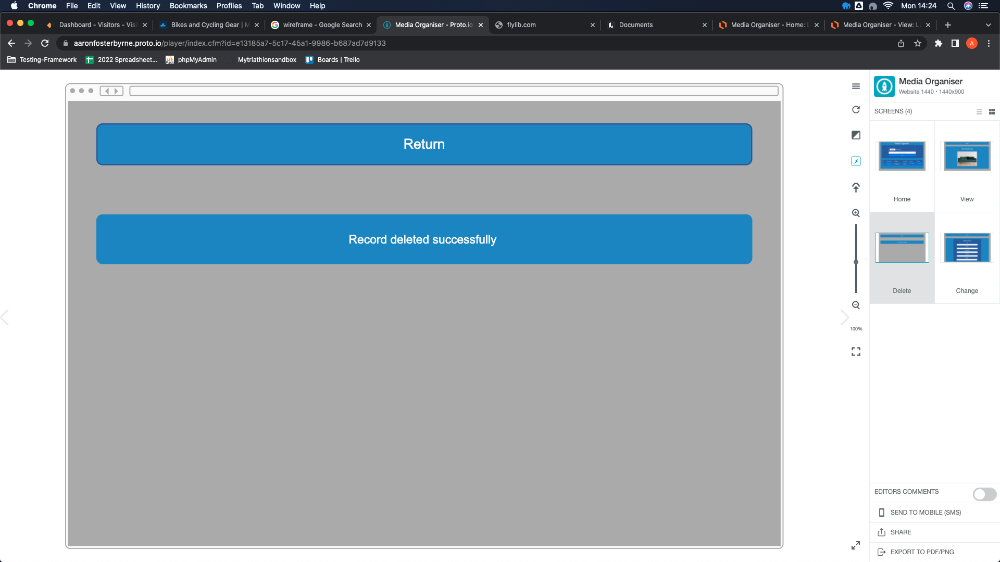 Chrome File Edit View History Bookmarks Profiles Tab Window Help Mon 14:24
Dashboard - Visitors - Visi
Bikes and Cycling Gear | M
wireframe - Google Search
Media Organiser - Proto.io
flylib.com
Documents
Media Organiser - Home: L
Media Organiser - View: L
aaronfosterbyrne.proto.io/player/index.cfm?id=e13185a7-5c17-45a1-9986-b687ad7d9133
A
Testing-Framework
2022 Spreadsheet...
phpMyAdmin
Mytriathlonsandbox
Boards | Trello
Return
Record deleted successfully
100%
Media Organiser
Website 1440 • 1440x900
SCREENS (4)
Home
View
Delete
Change
EDITORS COMMENTS
SEND TO MOBILE (SMS)
SHARE
EXPORT TO PDF/PNG